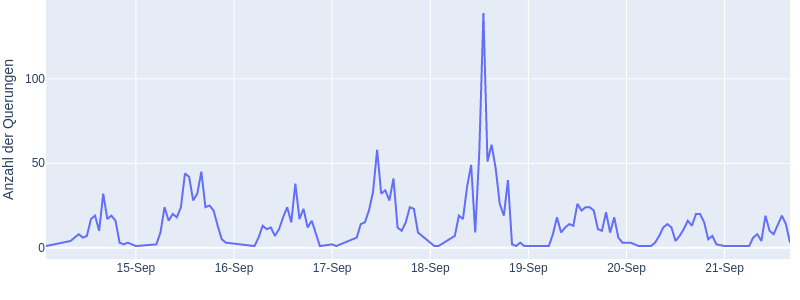 Anzahl der Querungen
100
50
0
15-Sep
16-Sep
17-Sep
18-Sep
19-Sep
20-Sep
21-Sep